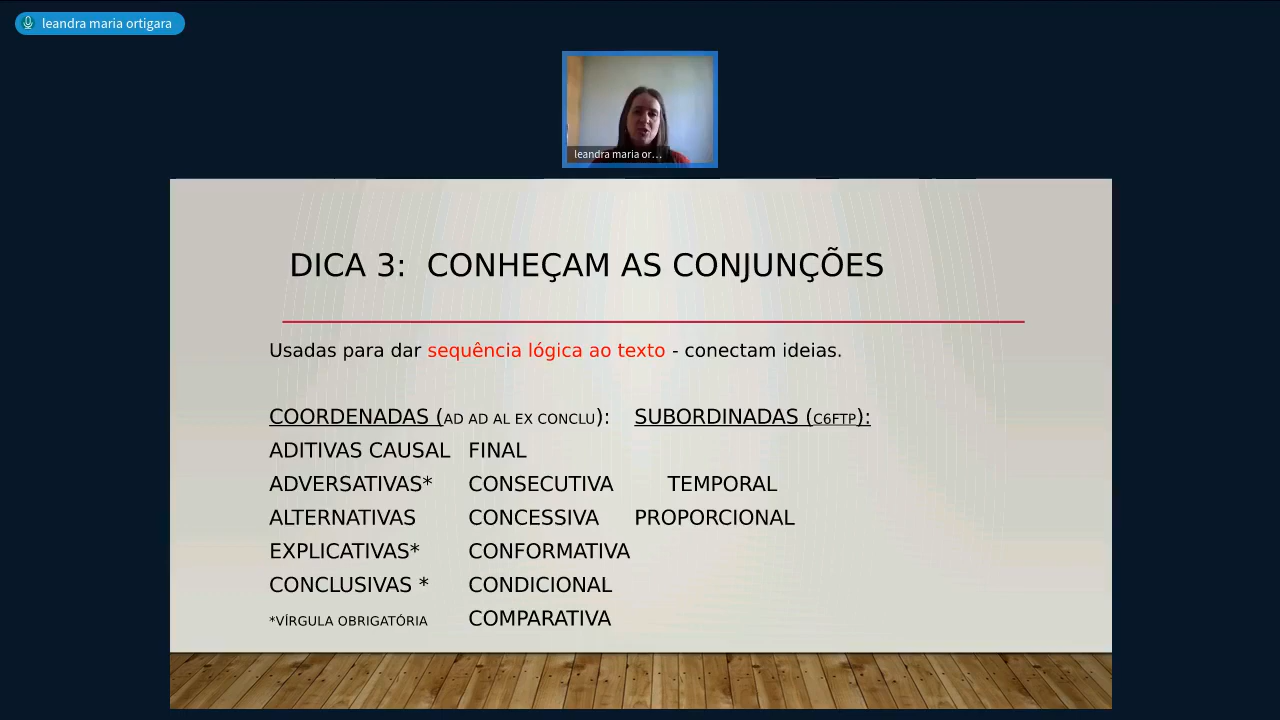 leandra maria ortigara
leandra maria or...
DICA 3: CONHEÇAM AS CONJUNÇÕES
Usadas para dar sequência lógica ao texto - conectam ideias.
COORDENADAS (AD AD AL EX CONCLU): SUBORDINADAS (C6FTP):
ADITIVAS CAUSAL FINAL
ADVERSATIVAS* CONSECUTIVA TEMPORAL
ALTERNATIVAS CONCESSIVA PROPORCIONAL
EXPLICATIVAS* CONFORMATIVA
CONCLUSIVAS * CONDICIONAL
*VÍRGULA OBRIGATÓRIA COMPARATIVA